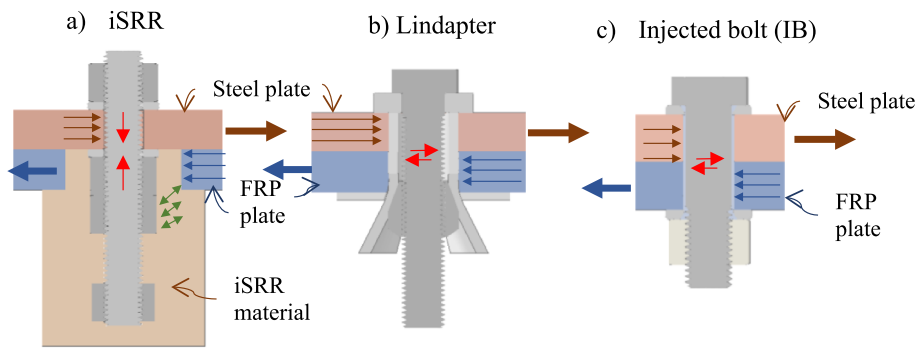 a) iSRR
b) Lindapter
c) Injected bolt (IB)
Steel plate
Steel plate
FRP
plate
FRP
plate
iSRR
material